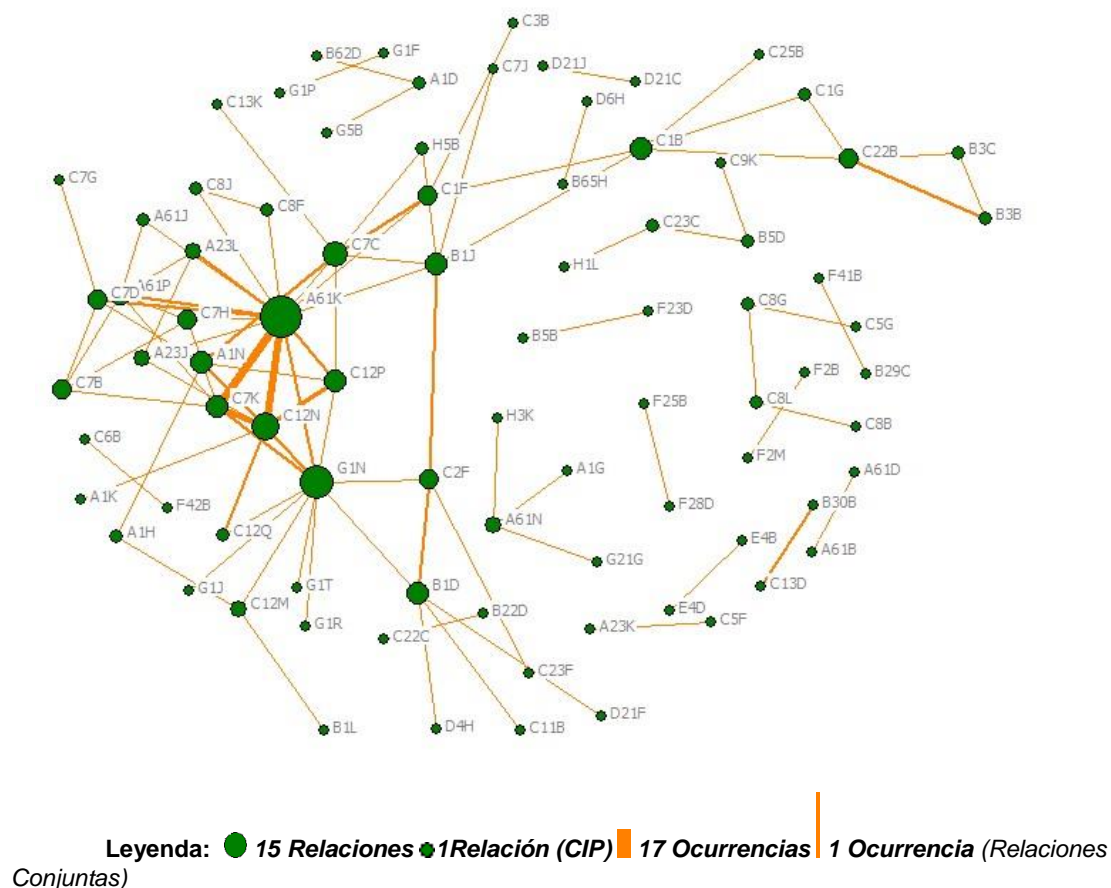 C3B
B62D
G1F
C25B
C7J
D21J
A1D
D21C
G1P
C1G
C13K
D6H
G5B
H5B
C1B
C22B
B3C
C9K
C7G
C8J
B65H
C1F
C8F
A61J
B3B
C23C
B5D
A23L
C7C
B1J
H1L
F41B
A61P
C7D
A61K
C8G
C7H
F23D
C5G
B5B
A23J
A1N
F2B
B29C
C12P
C7B
C7K
F25B
C8L
H3K
C12N
C8B
C6B
F2M
A1G
A61D
C2F
G1N
A1K
F42B
F28D
B30B
A61N
A1H
C12Q
E4B
A61B
G21G
G1J
G1T
C13D
B1D
C12M
E4D
B22D
C5F
G1R
A23K
C22C
C23F
D21F
B1L
D4H
C11B
Leyenda: 15 Relaciones 1Relación (CIP) 17 Ocurrencias 1 Ocurrencia (Relaciones
Conjuntas)